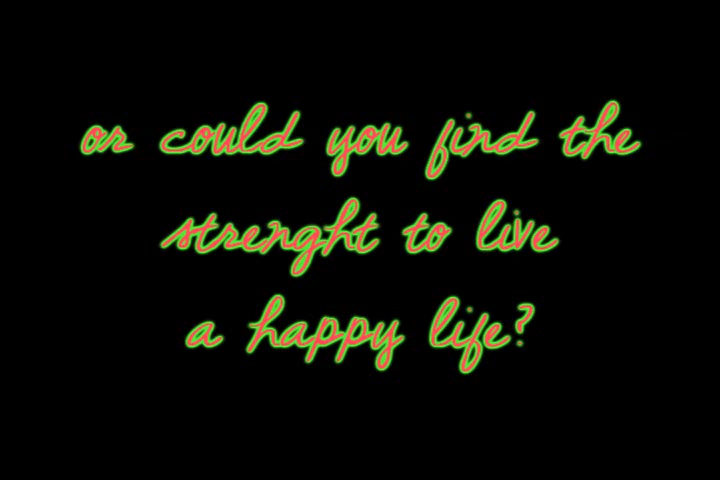 or could you find the
strenght to live
a happy life?